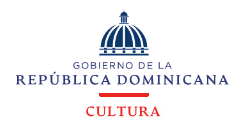 GOBIERNO DE LA
REPÚBLICA DOMINICANA
CULTURA